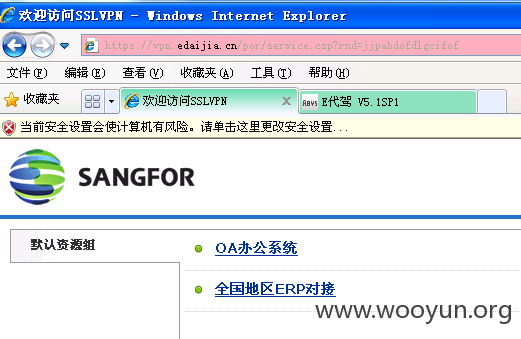 欢迎访问SSLVPN - Windows Internet Explorer
https://vpn.edaijia.cn/por/service.csp?rnd=jjpabdofdlgcifof
文件(F) 编辑(E) 查看(V) 收藏夹(A) 工具(T) 帮助(H)
收藏夹 欢迎访问SSLVPN ABVS E代驾 V5.1SP1
当前安全设置会使计算机有风险。请单击这里更改安全设置...
SANGFOR
默认资源组
OA办公系统
全国地区ERP对接
www.wooyun.org